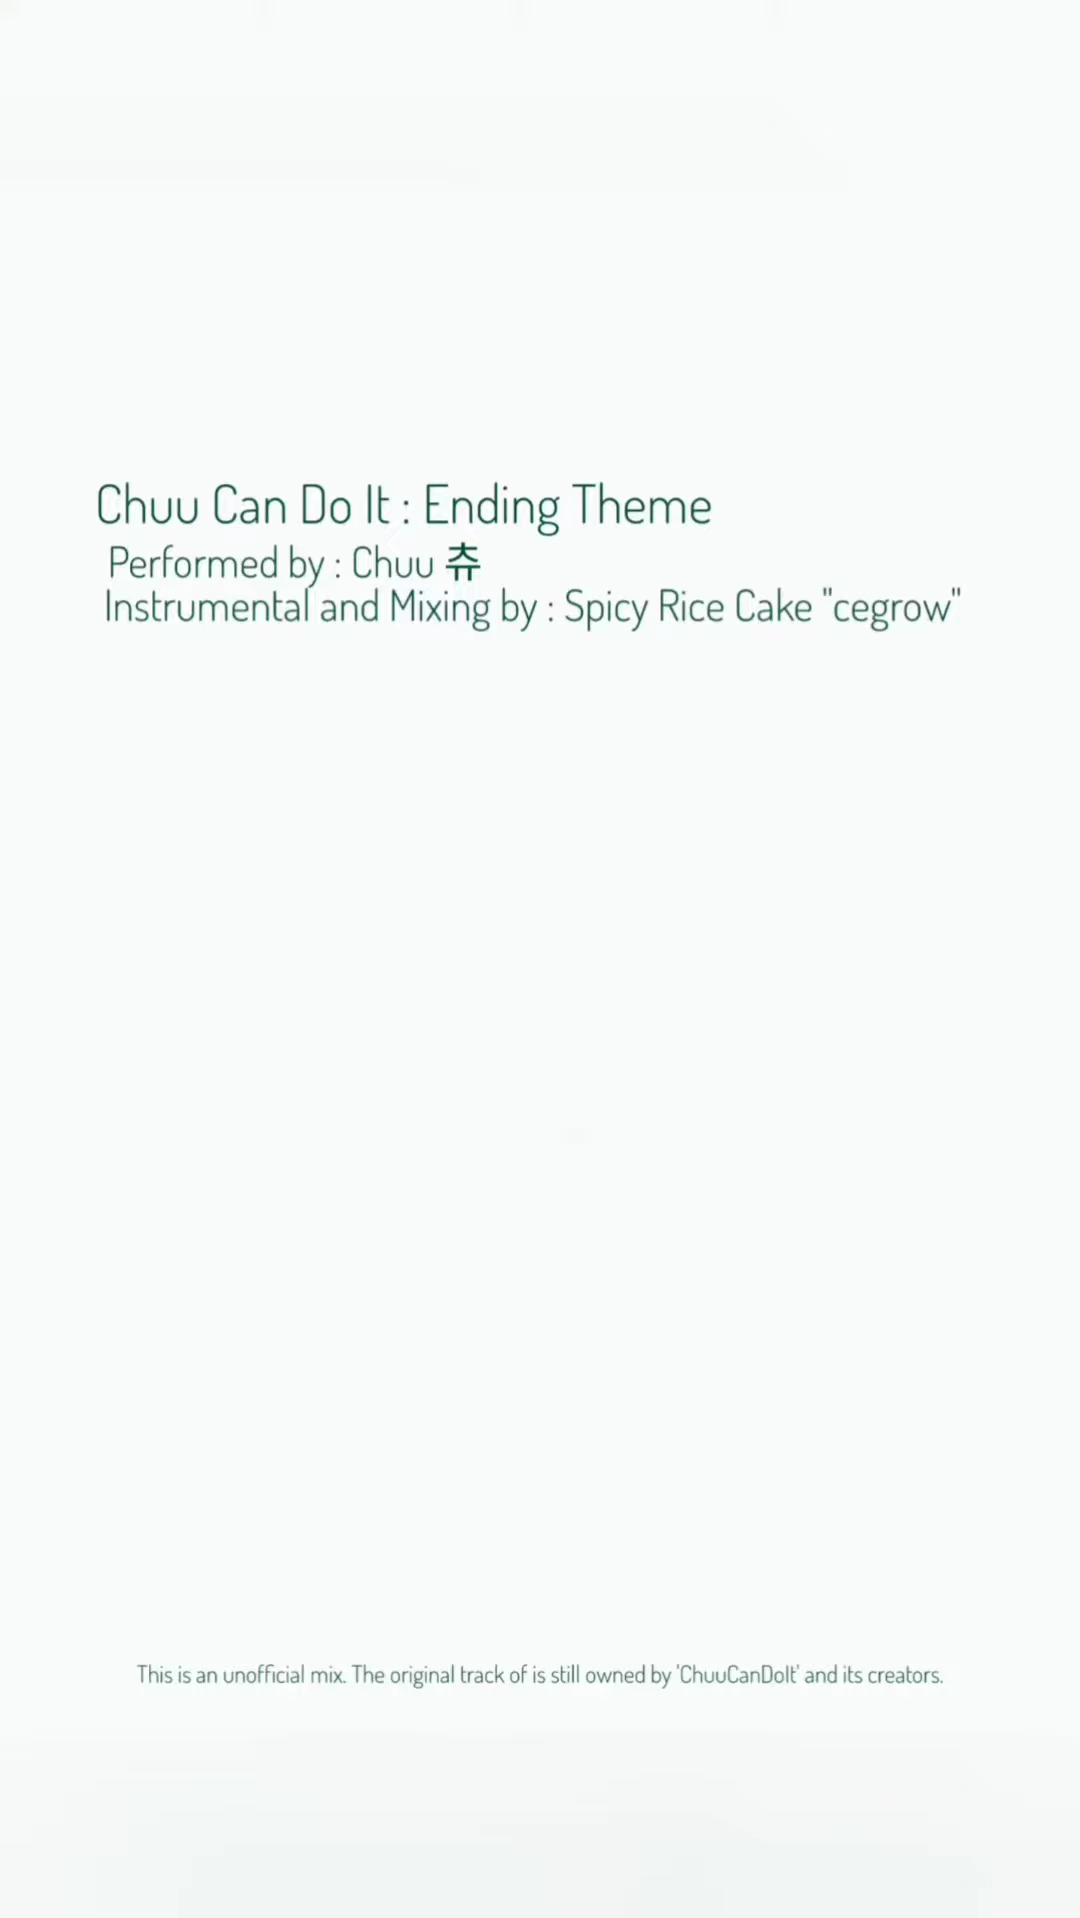 Chuu Can Do It : Ending Theme
Performed by : Chuu 츄
Instrumental and Mixing by : Spicy Rice Cake "cegrow"
This is an unofficial mix. The original track of is still owned by 'ChuuCanDoIt' and its creators.